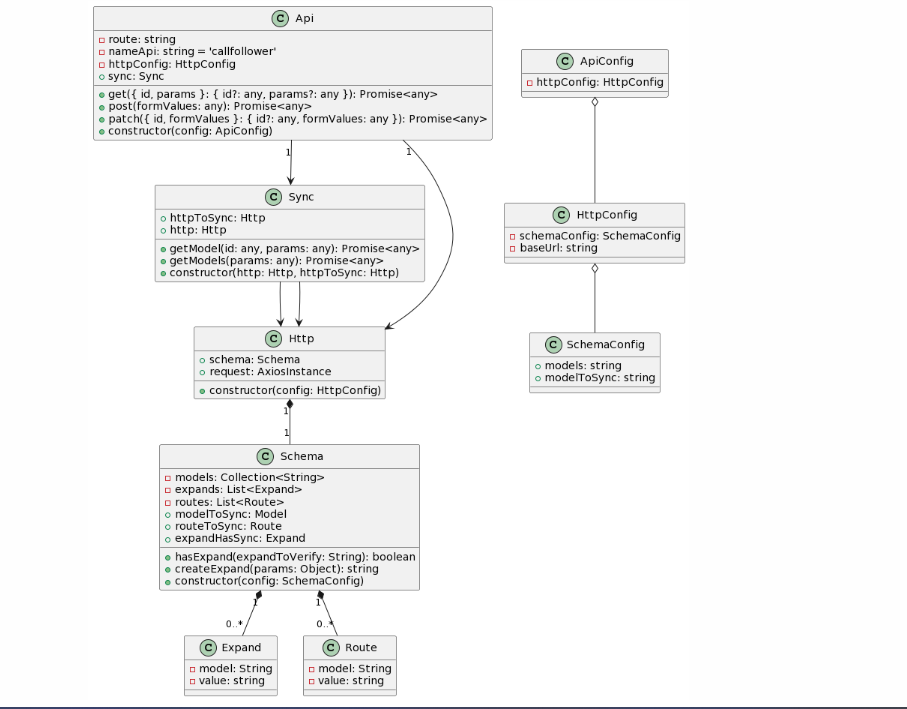 C Api
route: string
nameApi: string = 'callfollower'
httpConfig: HttpConfig
sync: Sync
get({ id, params }: { id?: any, params?: any }): Promise<any>
post(formValues: any): Promise<any>
patch({ id, formValues }: { id?: any, formValues: any }): Promise<any>
constructor(config: ApiConfig)
1
1
C Sync
httpToSync: Http
http: Http
getModel(id: any, params: any): Promise<any>
getModels(params: any): Promise<any>
constructor(http: Http, httpToSync: Http)
C Http
schema: Schema
request: AxiosInstance
constructor(config: HttpConfig)
1
1
C Schema
models: Collection<String>
expands: List<Expand>
routes: List<Route>
modelToSync: Model
routeToSync: Route
expandHasSync: Expand
hasExpand(expandToVerify: String): boolean
createExpand(params: Object): string
constructor(config: SchemaConfig)
1
1
0..*
0..*
C Expand
model: String
value: string
C Route
model: String
value: string
C ApiConfig
httpConfig: HttpConfig
C HttpConfig
schemaConfig: SchemaConfig
baseUrl: string
C SchemaConfig
models: string
modelToSync: string